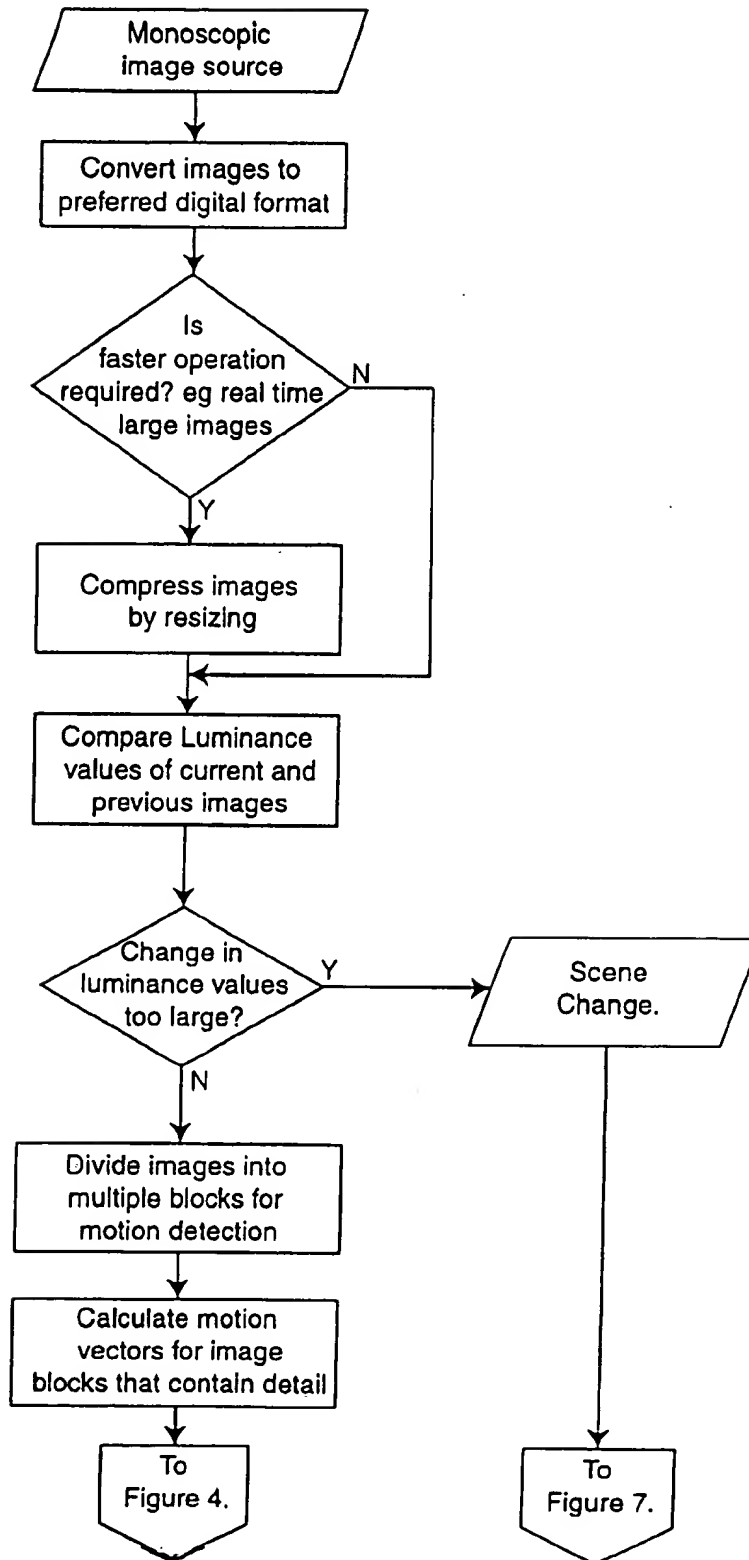 Monoscopic
image source
Convert images to
preferred digital format
Is
faster operation
required? eg real time
large images
N
Y
Compress images
by resizing
Compare Luminance
values of current and
previous images
Change in
luminance values
too large?
Y
Scene
Change.
N
Divide images into
multiple blocks for
motion detection
Calculate motion
vectors for image
blocks that contain detail
To
Figure 4.
To
Figure 7.